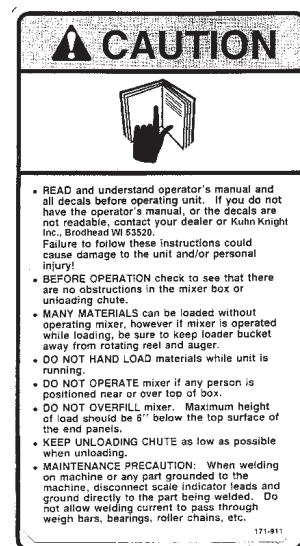 CAUTION
• READ and understand operator's manual and
all decals before operating unit. If you do not
have the operator's manual, or the decals are
not readable, contact your dealer or Kuhn Knight
Inc., Brodhead WI 53520.
Failure to follow these instructions could
cause damage to the unit and/or personal
injury!
• BEFORE OPERATION check to see that there
are no obstructions in the mixer box or
unloading chute.
• MANY MATERIALS can be loaded without
operating mixer, however if mixer is operated
while loading, be sure to keep loader bucket
away from rotating reel and auger.
• DO NOT HAND LOAD materials while unit is
running.
• DO NOT OPERATE mixer if any person is
positioned near or over top of box.
• DO NOT OVERFILL mixer. Maximum height
of load should be 6" below the top surface of
the end panels.
• KEEP UNLOADING CHUTE as low as possible
when unloading.
• MAINTENANCE PRECAUTION: When welding
on machine or any part grounded to the
machine, disconnect scale indicator leads and
ground directly to the part being welded. Do
not allow welding current to pass through
weigh bars, bearings, roller chains, etc.
171-911